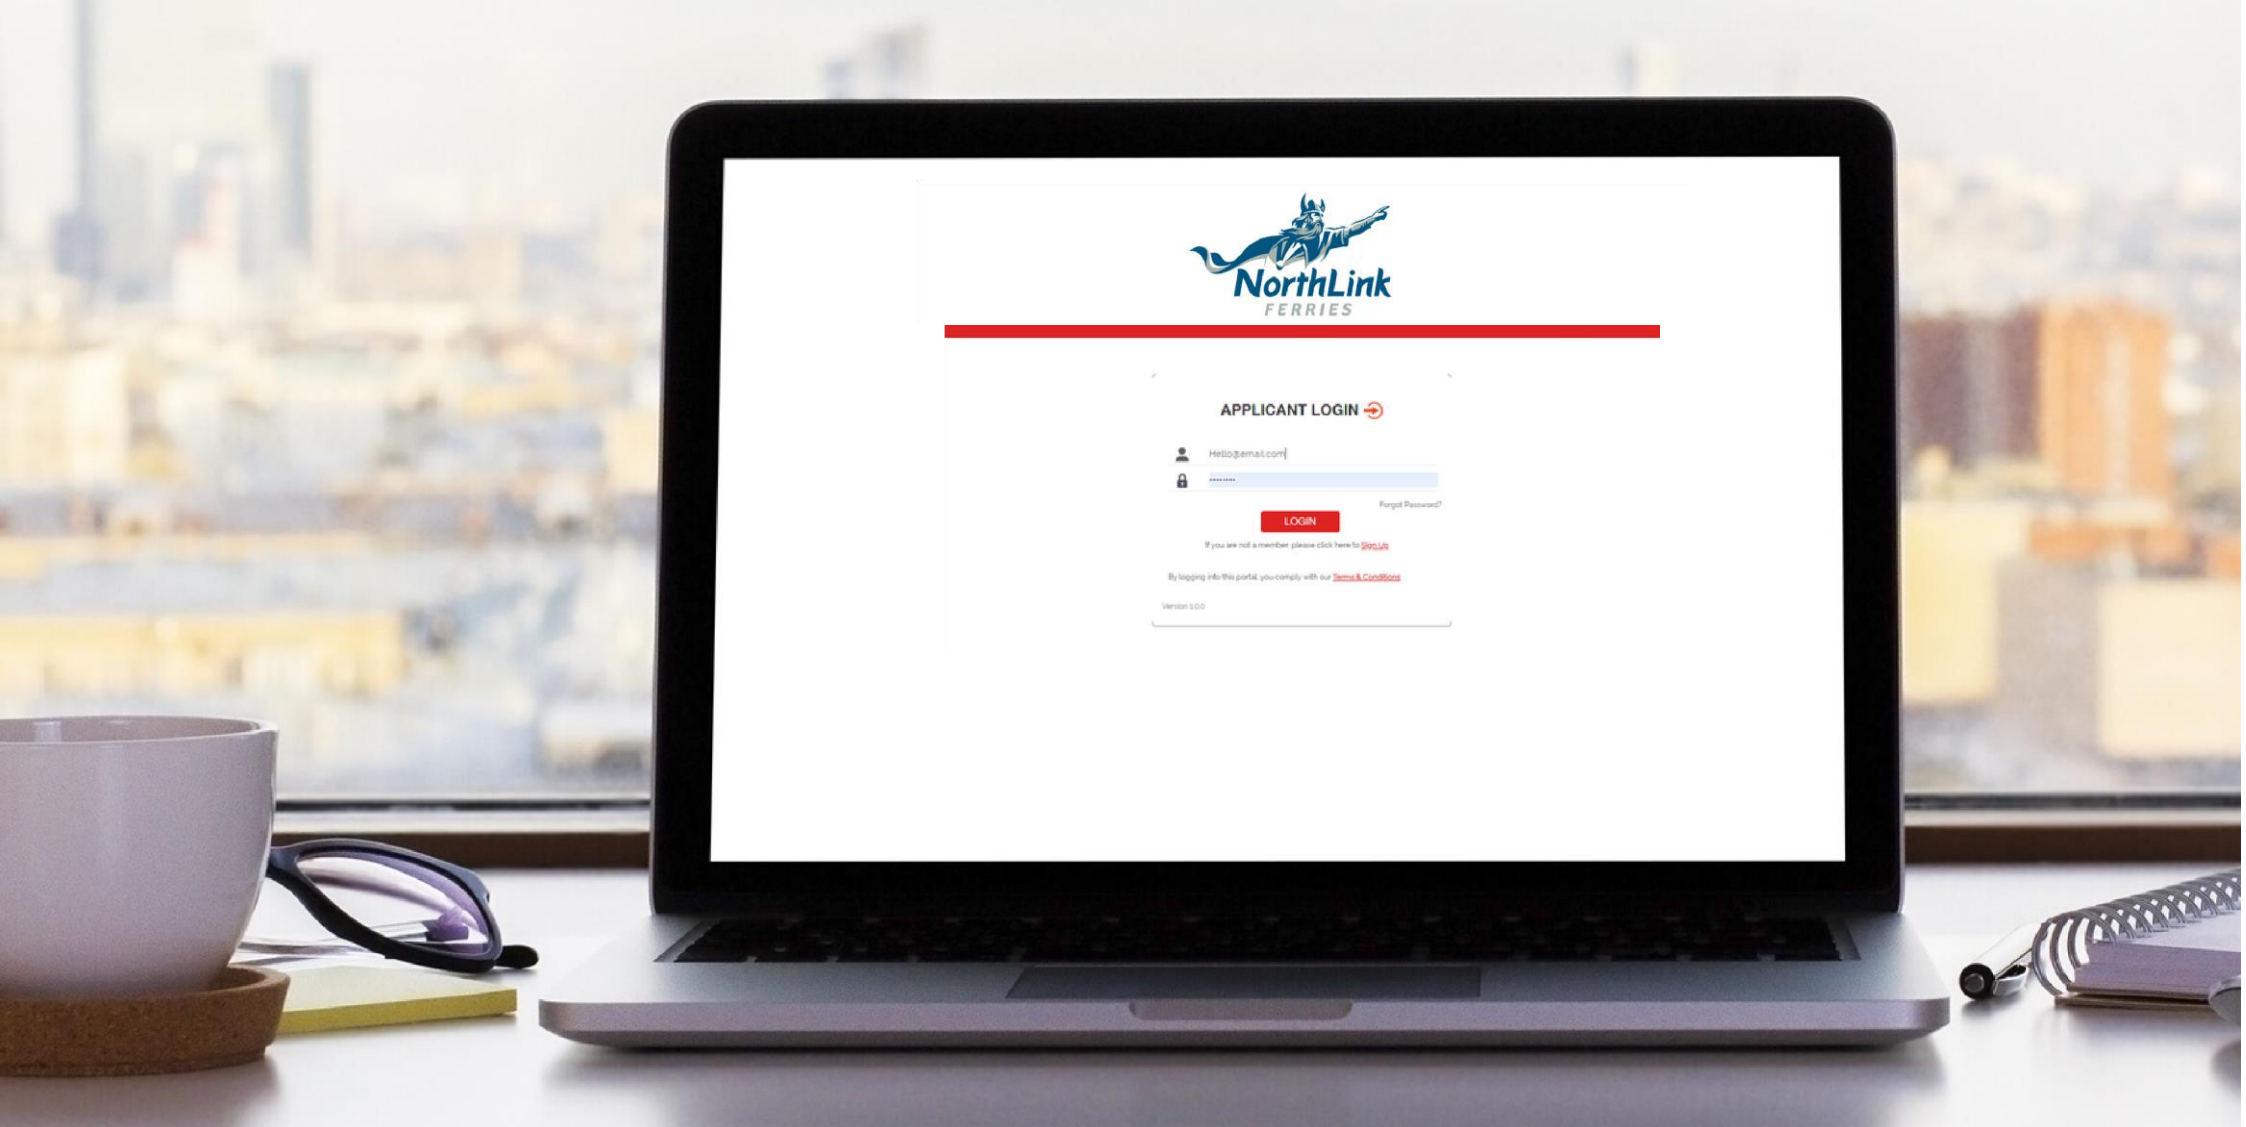 NorthLink
FERRIES
APPLICANT LOGIN
Hello@email.com
Forgot Password?
LOGIN
If you are not a member, please click here to Sign Up
By logging into this portal, you comply with our Terms & Conditions
Version 1.0.0